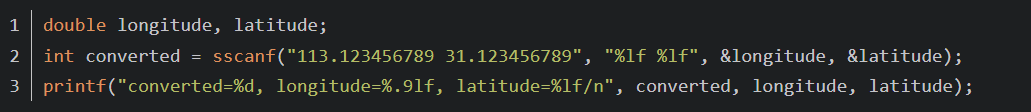 1 double longitude, latitude;
2 int converted = sscanf("113.123456789 31.123456789", "%lf %lf", &longitude, &latitude);
3 printf("converted=%d, longitude=%.9lf, latitude=%lf/n", converted, longitude, latitude);